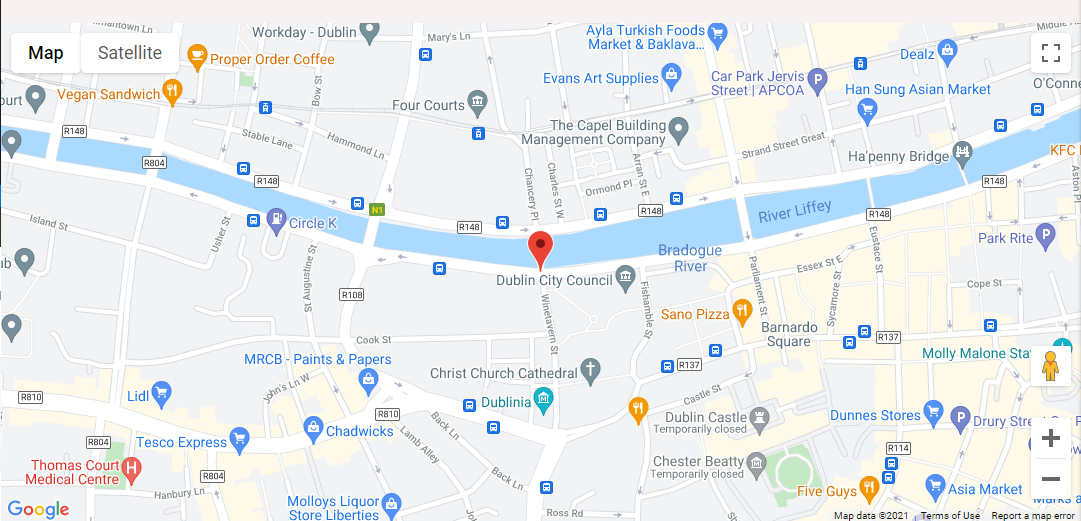 Workday - Dublin
Mary's Ln
Ayla Turkish Foods
Market & Baklava...
Map
Satellite
Proper Order Coffee
Dealz
Evans Art Supplies
Car Park Jervis
Street | APCOA
Vegan Sandwich
Bow St
Four Courts
Han Sung Asian Market
O'Conne
ourt
The Capel Building
Management Company
R148
Stable Lane
Hammond Ln
Strand Street Great
Ha'penny Bridge
KFC
R804
R148
Chancery Pl
Charles St W
Arran St E
Ormond Pl
R148
Aston Pl
N1
R148
R148
R148
River Liffey
Island St
Usher St
Circle K
Eustace St
Park Rite
Bradogue
River
St Augustine St
Dublin City Council
Essex St E
Parliament St
Sycamore St
Cope St
R108
Winetavern St
Fishamble St
Sano Pizza
Barnardo
Square
Cook St
R137
Molly Malone Sta
MRCB - Paints & Papers
Christ Church Cathedral
R137
John's Ln W
Castle St
Lidl
R810
Dublinia
R810
Back Ln
Dublin Castle
Temporarily closed
Dunnes Stores
Drury Street
Chadwicks
Tesco Express
R804
Lamb Alley
R114
Thomas Court
Medical Centre
R804
Back Ln
Chester Beatty
Temporarily closed
Hanbury Ln
Five Guys
Asia Market
Marks a
Molloys Liquor
Store Liberties
Ross Rd
Google
Map data ©2021
Terms of Use
Report a map error